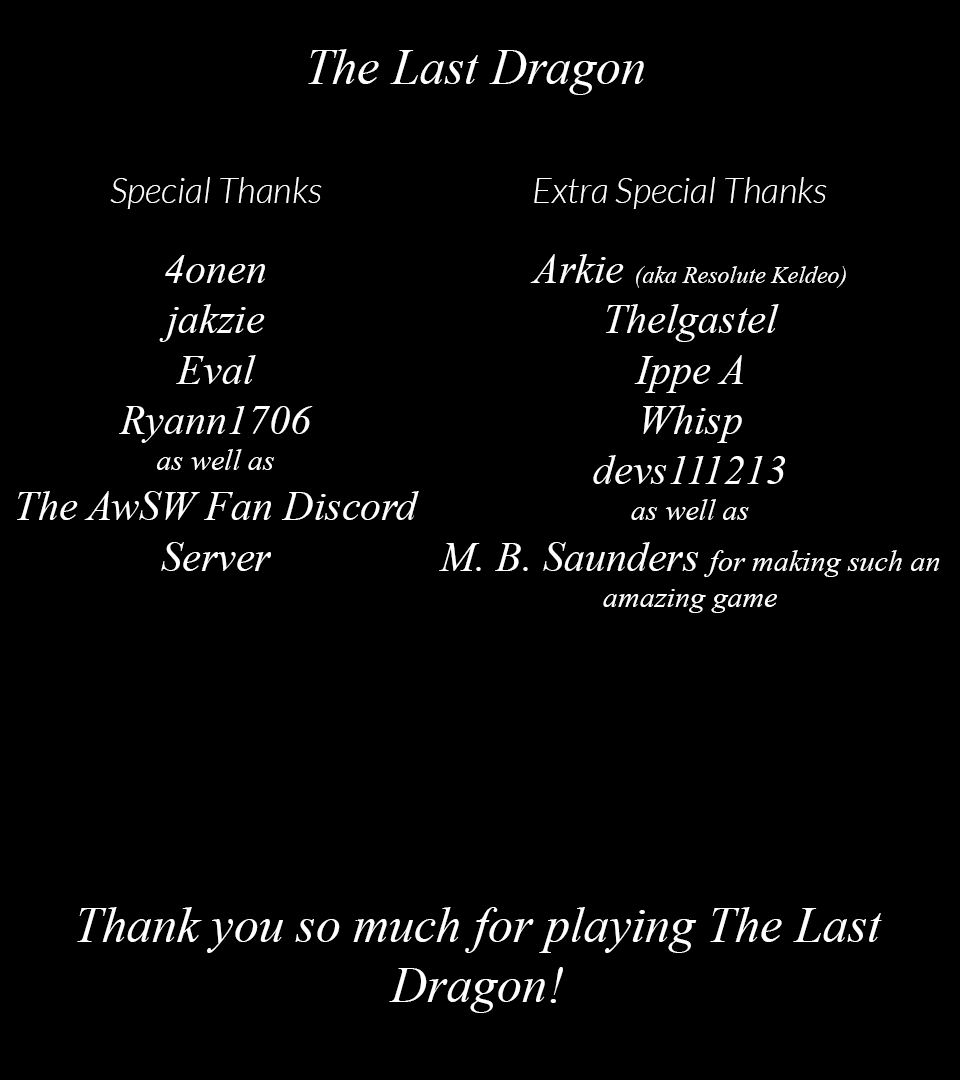 The Last Dragon
Special Thanks
4onen
jakzie
Eval
Ryann1706
as well as
The AwSW Fan Discord
Server
Extra Special Thanks
Arkie (aka Resolute Keldeo)
Thelgastel
Ippe A
Whisp
devs111213
as well as
M. B. Saunders for making such an
amazing game
Thank you so much for playing The Last
Dragon!